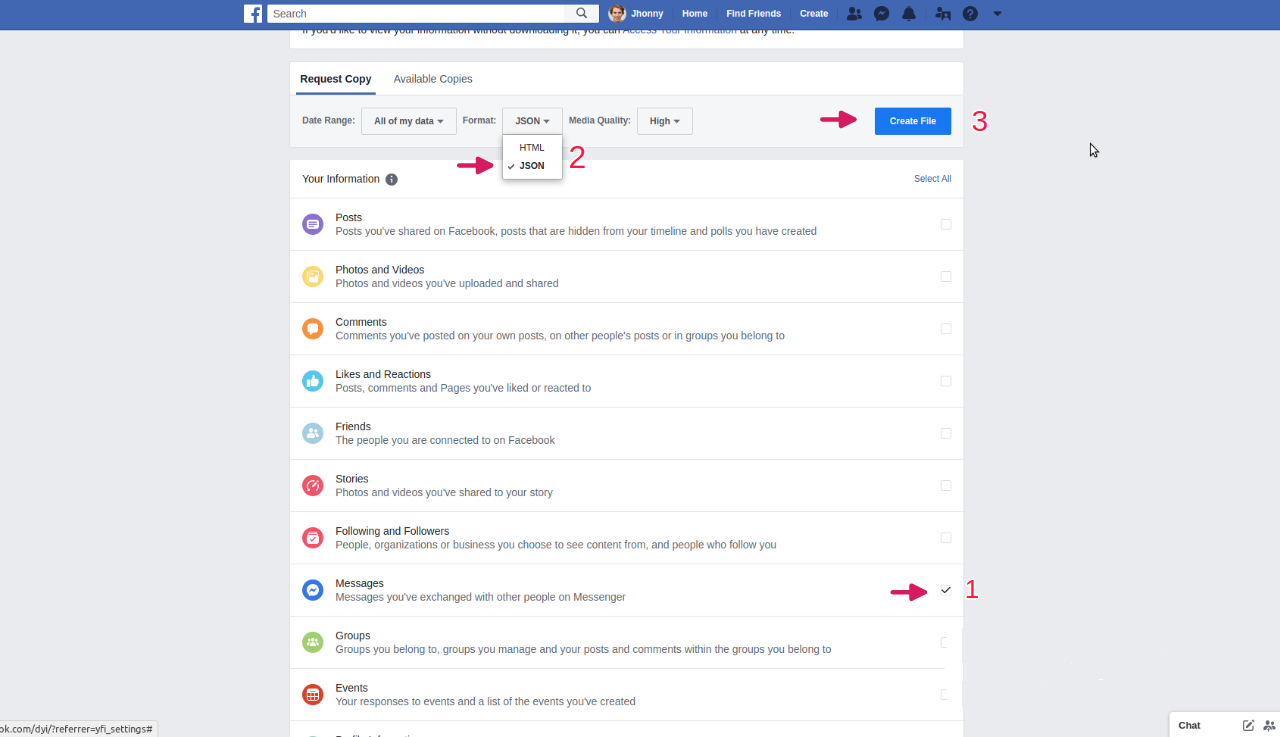 Search
Jhonny
Home
Find Friends
Create
If you'd like to view your information without downloading it, you can Access Your Information at any time.
Request Copy
Available Copies
Date Range:
All of my data
Format:
JSON
Media Quality:
High
Create File
3
HTML
JSON
2
Your Information
Select All
Posts
Posts you've shared on Facebook, posts that are hidden from your timeline and polls you have created
Photos and Videos
Photos and videos you've uploaded and shared
Comments
Comments you've posted on your own posts, on other people's posts or in groups you belong to
Likes and Reactions
Posts, comments and Pages you've liked or reacted to
Friends
The people you are connected to on Facebook
Stories
Photos and videos you've shared to your story
Following and Followers
People, organizations or business you choose to see content from, and people who follow you
Messages
Messages you've exchanged with other people on Messenger
1
Groups
Groups you belong to, groups you manage and your posts and comments within the groups you belong to
Events
Your responses to events and a list of the events you've created
ok.com/dyi/?referrer=yfi_settings#
Chat